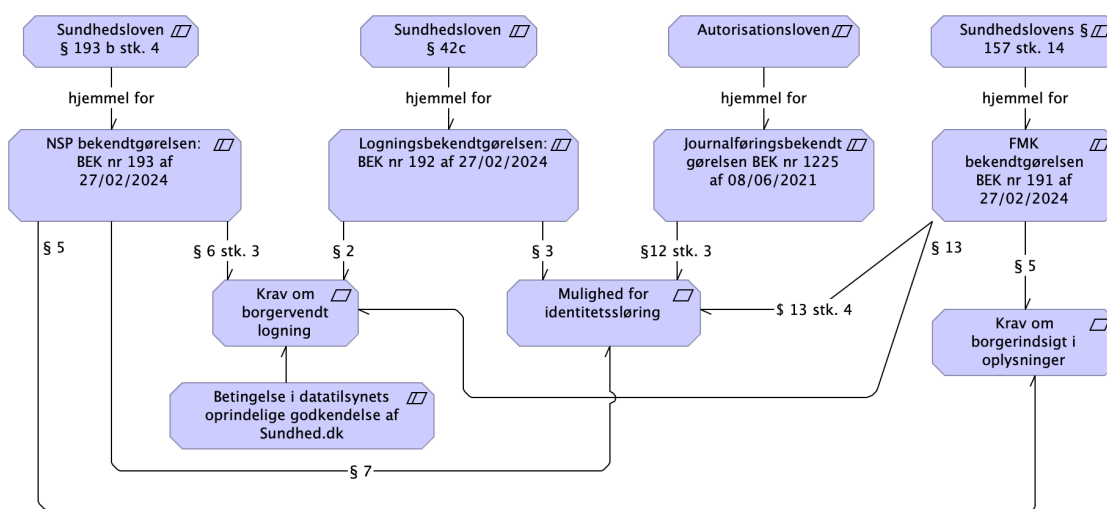 Sundhedsloven
§ 193 b stk. 4
Sundhedsloven
§ 42c
Autorisationsloven
Sundhedslovens §
157 stk. 14
hjemmel for
hjemmel for
hjemmel for
hjemmel for
NSP bekendtgørelsen:
BEK nr 193 af
27/02/2024
Logningsbekendtgørelsen:
BEK nr 192 af 27/02/2024
Journalføringsbekendt
gørelsen BEK nr 1225
af 08/06/2021
FMK
bekendtgørelsen
BEK nr 191 af
27/02/2024
§ 5
§ 6 stk. 3
§ 2
§ 3
§12 stk. 3
§ 13
§ 5
Krav om
borgervendt
logning
Mulighed for
identitetssløring
$ 13 stk. 4
Krav om
borgerindsigt i
oplysninger
Betingelse i datatilsynets
oprindelige godkendelse af
Sundhed.dk
§ 7